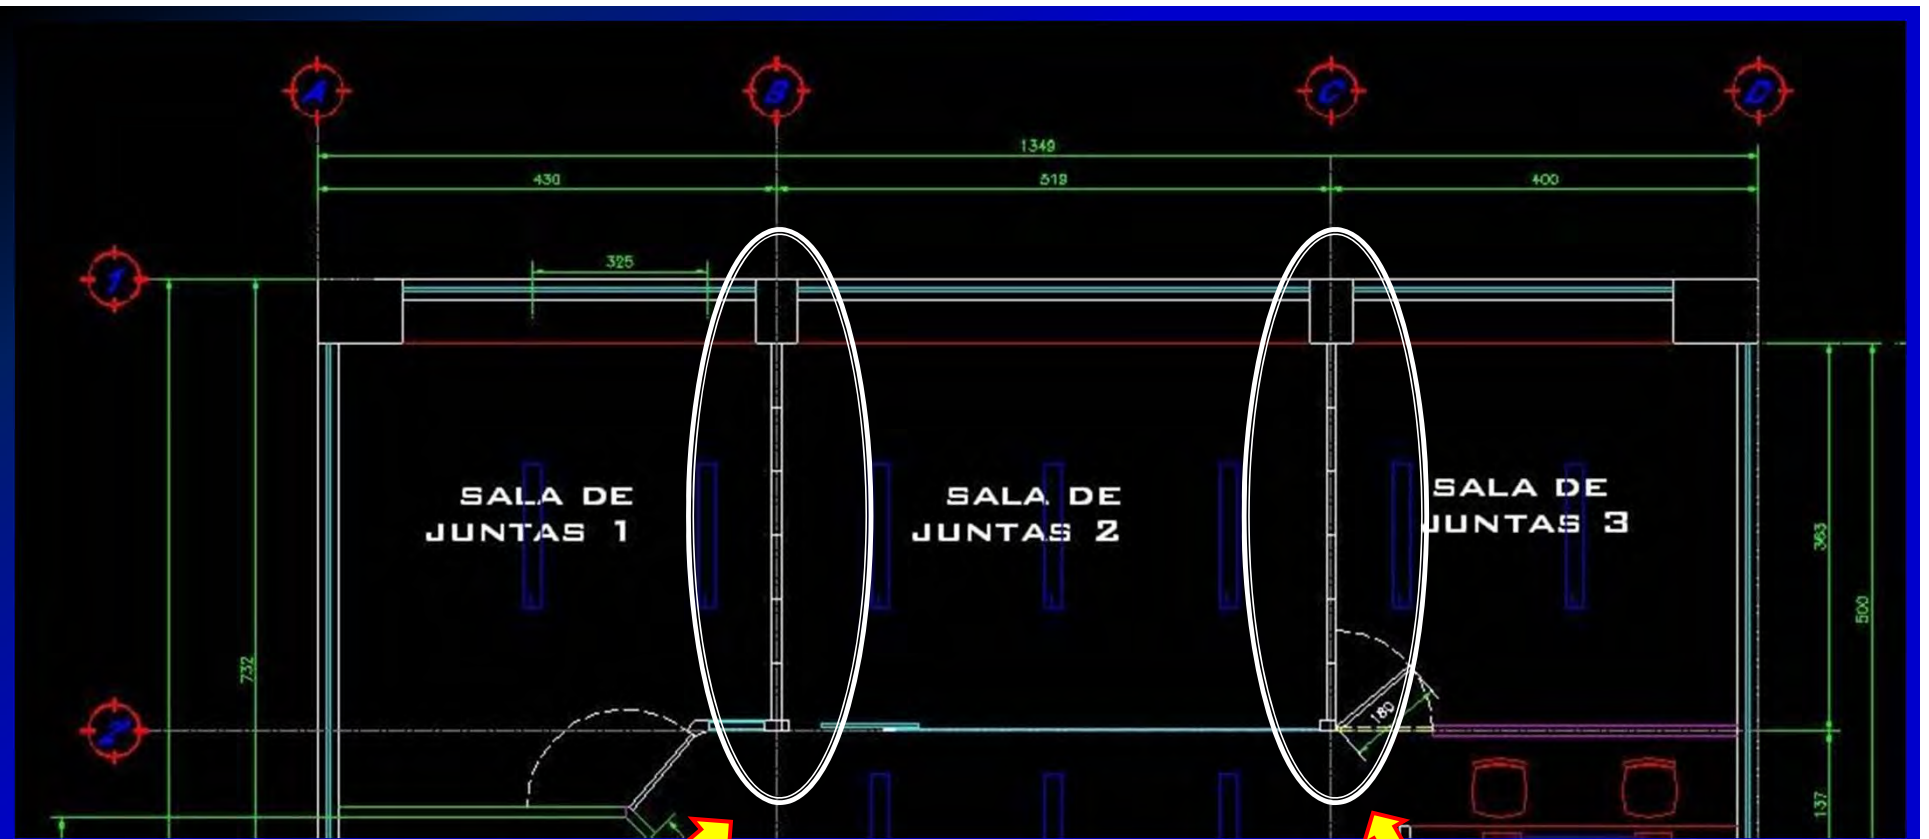 A B C D
1349
430 519 400
1
325
SALA DE
JUNTAS 1
SALA DE
JUNTAS 2
SALA DE
JUNTAS 3
363
500
732
2
180
137